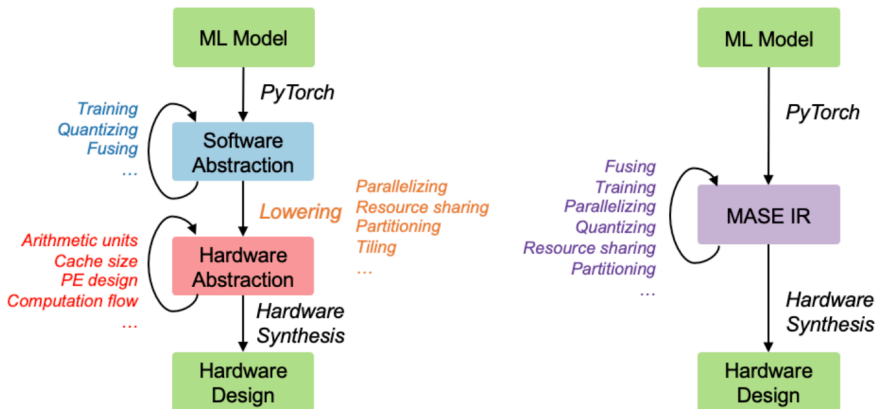 ML Model
PyTorch
Training
Quantizing
Fusing
...
Software
Abstraction
Lowering
Parallelizing
Resource sharing
Partitioning
Tiling
...
Arithmetic units
Cache size
PE design
Computation flow
...
Hardware
Abstraction
Hardware
Synthesis
Hardware
Design
ML Model
PyTorch
Fusing
Training
Parallelizing
Quantizing
Resource sharing
Partitioning
...
MASE IR
Hardware
Synthesis
Hardware
Design